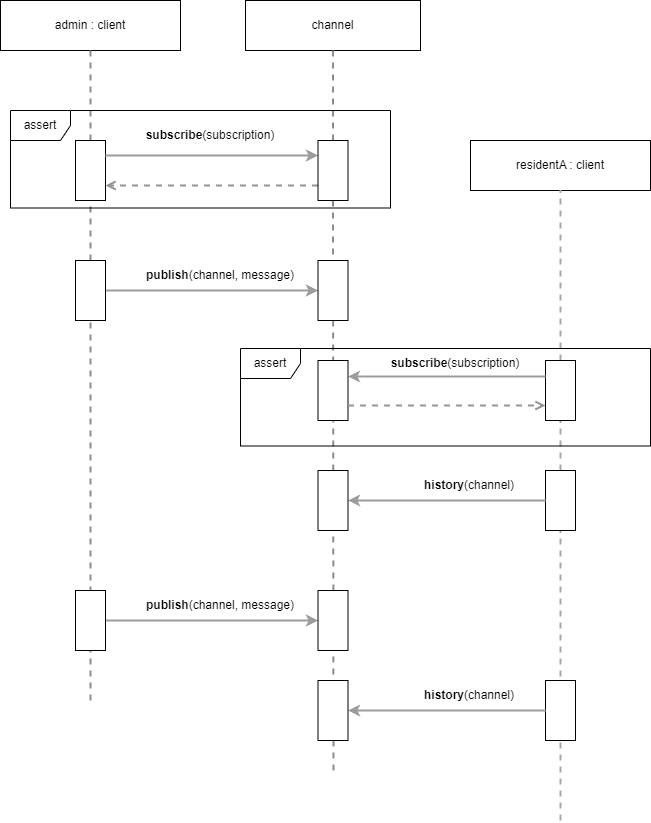 admin : client
channel
assert
subscribe(subscription)
residentA : client
publish(channel, message)
assert
subscribe(subscription)
history(channel)
publish(channel, message)
history(channel)